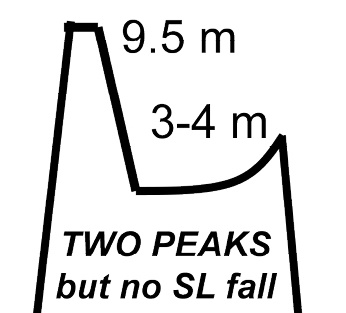 9.5 m
3-4 m
TWO PEAKS
but no SL fall